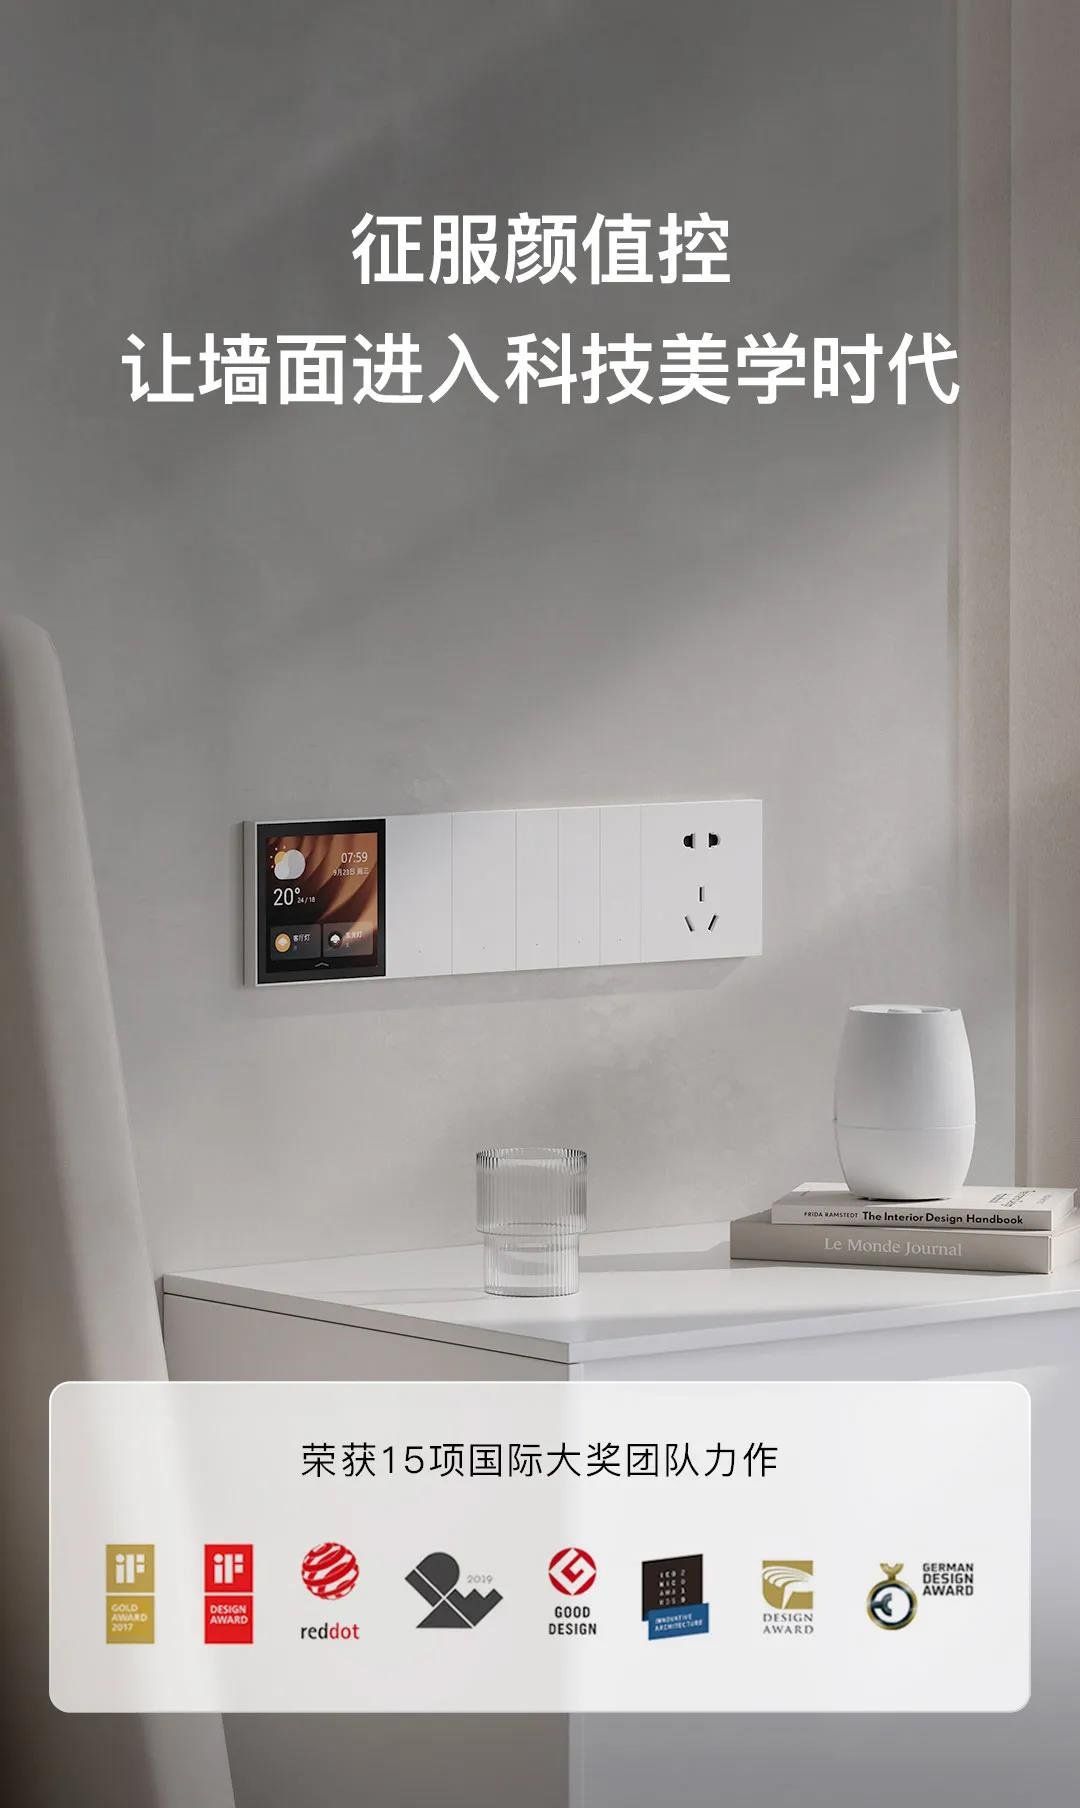 征服颜值控
让墙面进入科技美学时代
07:59
9月23日 周三
20°
24 / 18
客厅灯
FRIDA RAMSTEDT The Interior Design Handbook
Le Monde Journal
荣获15项国际大奖团队力作
iF
GOLD
AWARD
2017
iF
DESIGN
AWARD
reddot
2019
GOOD
DESIGN
INNOVATIVE
ARCHITECTURE
DESIGN
AWARD
GERMAN
DESIGN
AWARD